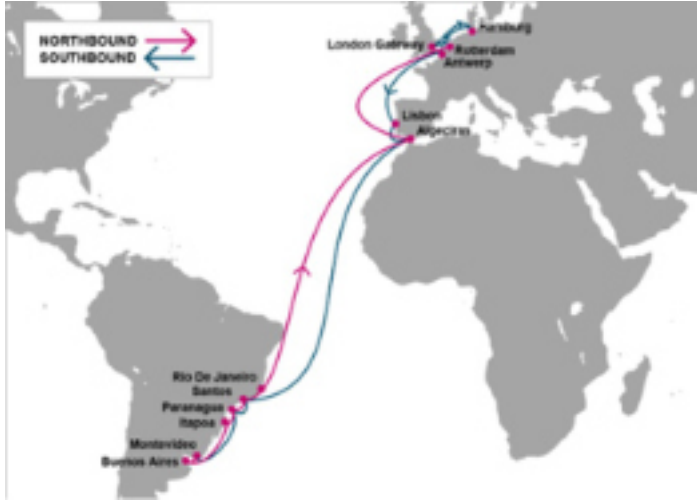 NORTHBOUND
SOUTHBOUND
Hamburg
London Gateway
Rotterdam
Antwerp
Lisbon
Algeciras
Rio De Janeiro
Santos
Paranagua
Itapoa
Montevideo
Buenos Aires